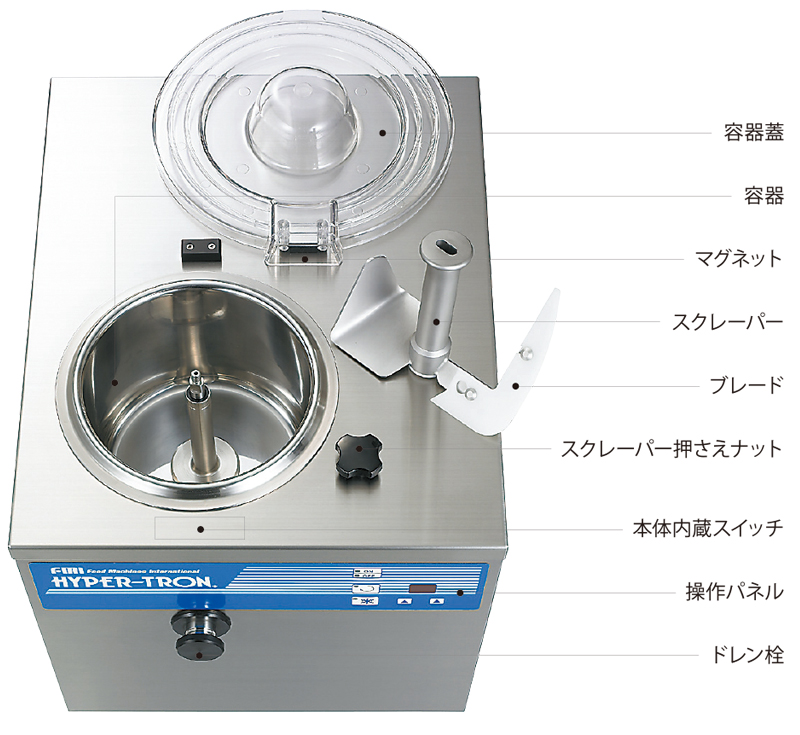 容器蓋
容器
マグネット
スクレーパー
ブレード
スクレーパー押さえナット
本体内蔵スイッチ
FMI Food Machines International
HYPER-TRON.
ON
OFF
操作パネル
ドレン栓